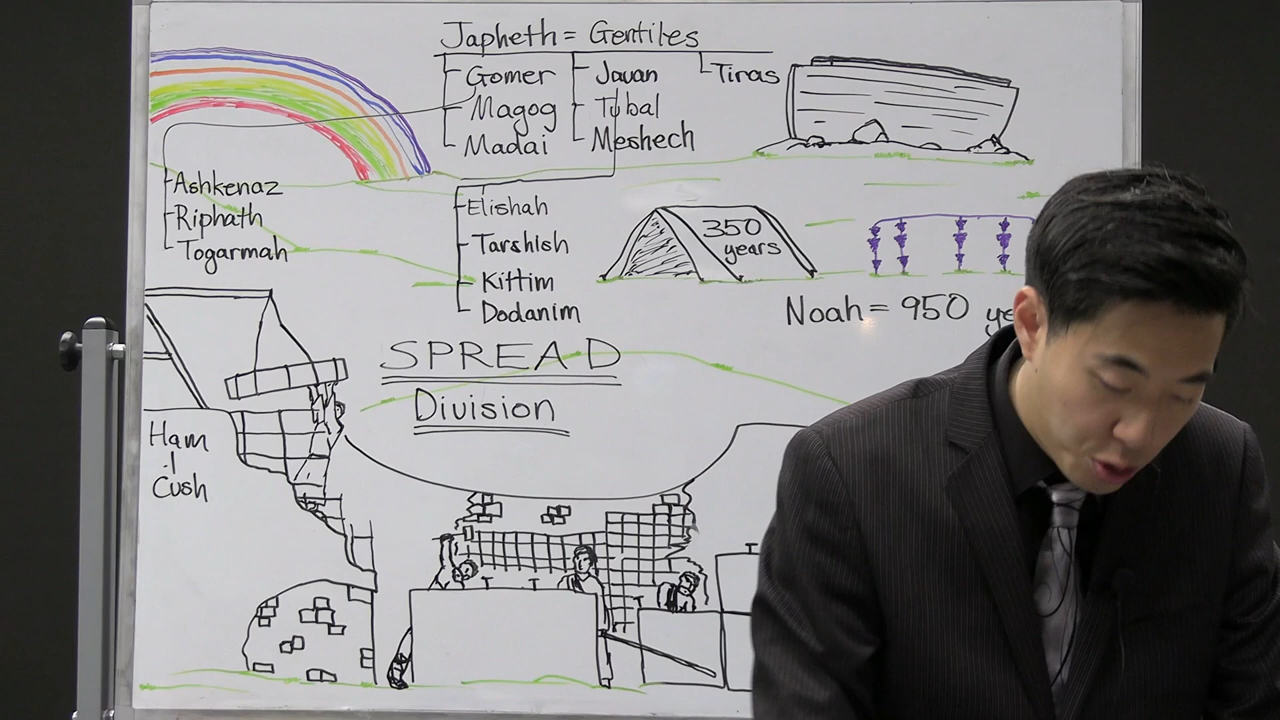 Japheth = Gentiles
Gomer
Magog
Madai
Javan
Tubal
Meshech
Tiras
Ashkenaz
Riphath
Togarmah
Elishah
Tarshish
Kittim
Dodanim
350
years
Noah = 950 ye
SPREAD
Division
Ham
Cush